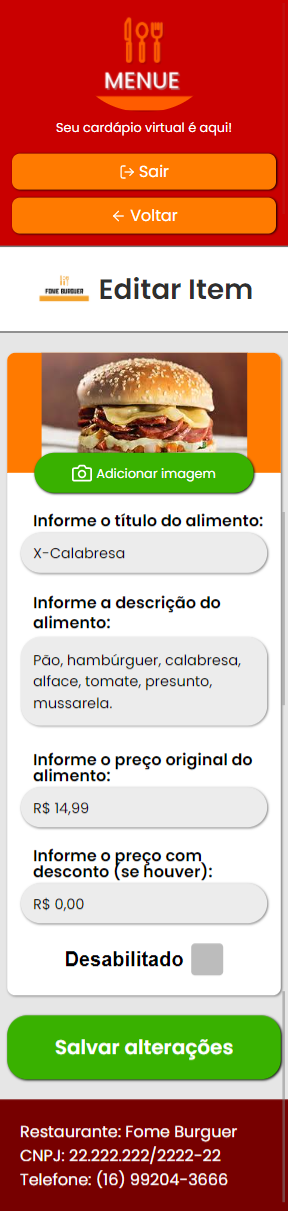 MENUE
Seu cardápio virtual é aqui!
Sair
Voltar
FOME BURGUER
Editar Item
Adicionar imagem
Informe o título do alimento:
X-Calabresa
Informe a descrição do
alimento:
Pão, hambúrguer, calabresa,
alface, tomate, presunto,
mussarela.
Informe o preço original do
alimento:
R$ 14,99
Informe o preço com
desconto (se houver):
R$ 0,00
Desabilitado
Salvar alterações
Restaurante: Fome Burguer
CNPJ: 22.222.222/2222-22
Telefone: (16) 99204-3666